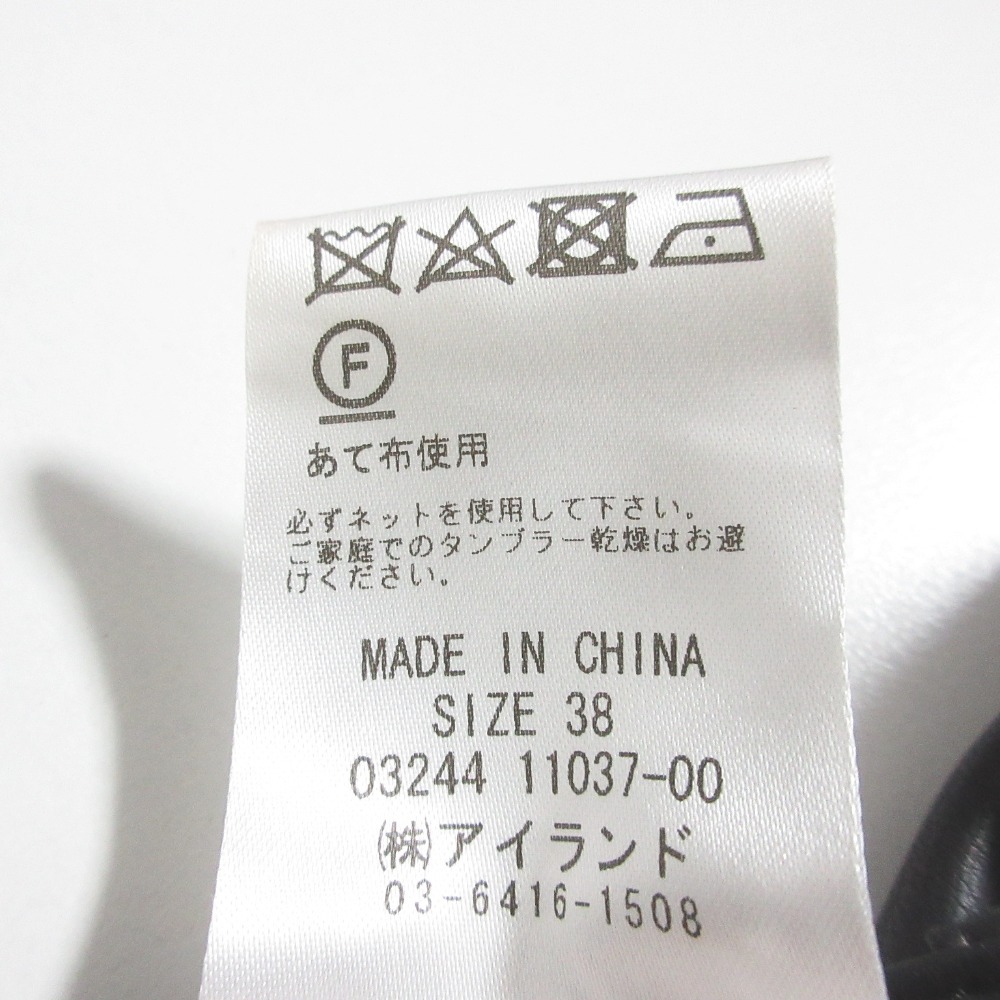 F
あて布使用
必ずネットを使用して下さい。
ご家庭でのタンブラー乾燥はお避
けください。
MADE IN CHINA
SIZE 38
03244 11037-00
㈱アイランド
03-6416-1508